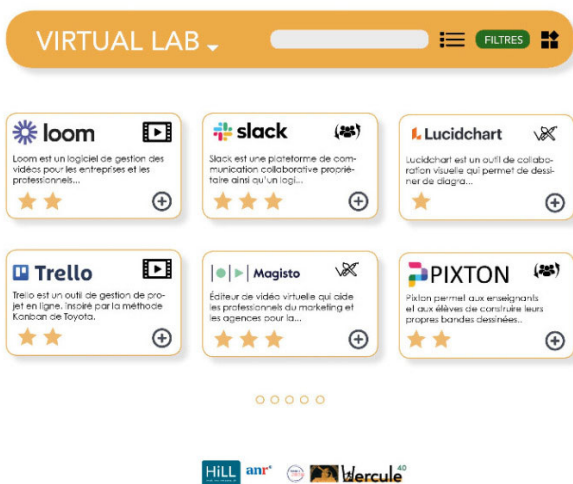 VIRTUAL LAB
FILTRES
loom
Loom est un logiciel de gestion des
vidéos pour les entreprises et les
professionnels...
slack
Slack est une plateforme de com-
munication collaborative proprié-
taire ainsi qu'un logi...
Lucidchart
Lucidchart est un outil de collabo-
ration visuelle qui permet de dessi-
ner de diagra...
Trello
Trello est un outil de gestion de pro-
jet en ligne, inspiré par la méthode
Kanban de Toyota.
Magisto
Éditeur de vidéo virtuelle qui aide
les professionnels du marketing et
les agences pour la...
PIXTON
Pixton permet aux enseignants
et aux élèves de construire leurs
propres bandes dessinées..
HiLL
anr
Hercule 4.0